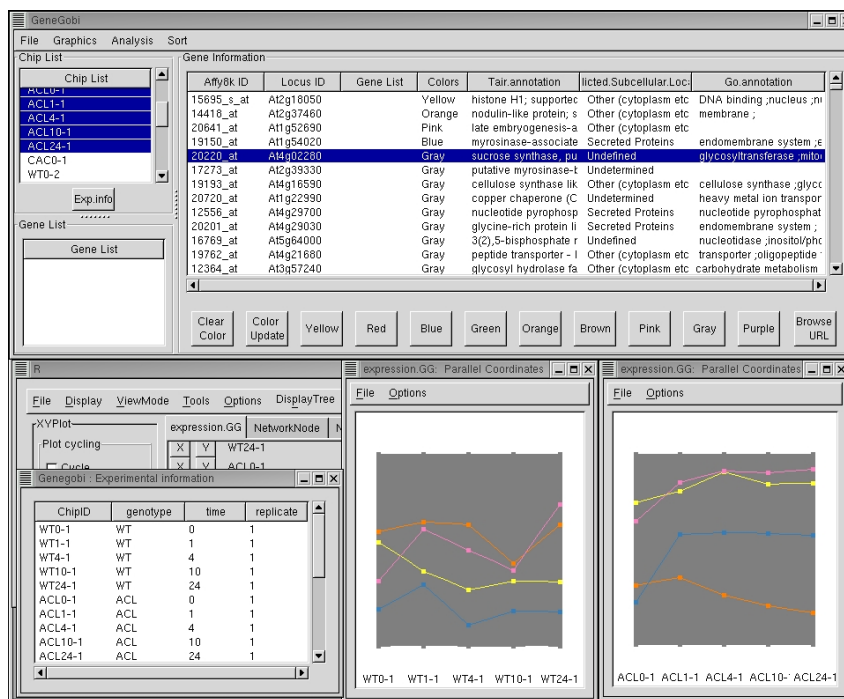 GeneGobi
File Graphics Analysis Sort
Chip List
Chip List
ACL0-1
ACL1-1
ACL4-1
ACL10-1
ACL24-1
CAC0-1
WT0-2
Exp.info
Gene List
Gene List
Gene Information
Affy8k ID Locus ID Gene List Colors Tair.annotation licted.Subcellular.Loca Go.annotation
15695_s_at At2g18050 Yellow histone H1; supported Other (cytoplasm etc DNA binding ;nucleus ;nu
14418_at At2g37460 Orange nodulin-like protein; s Other (cytoplasm etc membrane ;
20641_at At1g52690 Pink late embryogenesis-a Other (cytoplasm etc
19150_at At1g54020 Blue myrosinase-associate Secreted Proteins endomembrane system ;e
20220_at At4g02280 Gray sucrose synthase, pu Undefined glycosyltransferase ;mito
17273_at At2g39330 Gray putative myrosinase-b Undetermined
19193_at At4g16590 Gray cellulose synthase lik Other (cytoplasm etc cellulose synthase ;glyco
20720_at At1g22990 Gray copper chaperone (C Undetermined heavy metal ion transpor
12556_at At4g29700 Gray nucleotide pyrophosp Secreted Proteins nucleotide pyrophosphat
20201_at At4g29030 Gray glycine-rich protein li Secreted Proteins endomembrane system ;
16769_at At5g64000 Gray 3(2),5-bisphosphate r Undefined nucleotidase ;inositol/pho
19762_at At4g21680 Gray peptide transporter - l Other (cytoplasm etc transporter ;oligopeptide
12364_at At3g57240 Gray glycosyl hydrolase fa Other (cytoplasm etc carbohydrate metabolism
Clear Color
Color Update
Yellow
Red
Blue
Green
Orange
Brown
Pink
Gray
Purple
Browse URL
R
File Display ViewMode Tools Options DisplayTree
XYPlot
Plot cycling
Cycle
expression.GG NetworkNode N
X Y WT24-1
X Y ACL0-1
Genegobi : Experimental information
ChipID genotype time replicate
WT0-1 WT 0 1
WT1-1 WT 1 1
WT4-1 WT 4 1
WT10-1 WT 10 1
WT24-1 WT 24 1
ACL0-1 ACL 0 1
ACL1-1 ACL 1 1
ACL4-1 ACL 4 1
ACL10-1 ACL 10 1
ACL24-1 ACL 24 1
expression.GG: Parallel Coordinates
File Options
WT0-1 WT1-1 WT4-1 WT10-1 WT24-1
expression.GG: Parallel Coordinates
File Options
ACL0-1 ACL1-1 ACL4-1 ACL10- ACL24-1